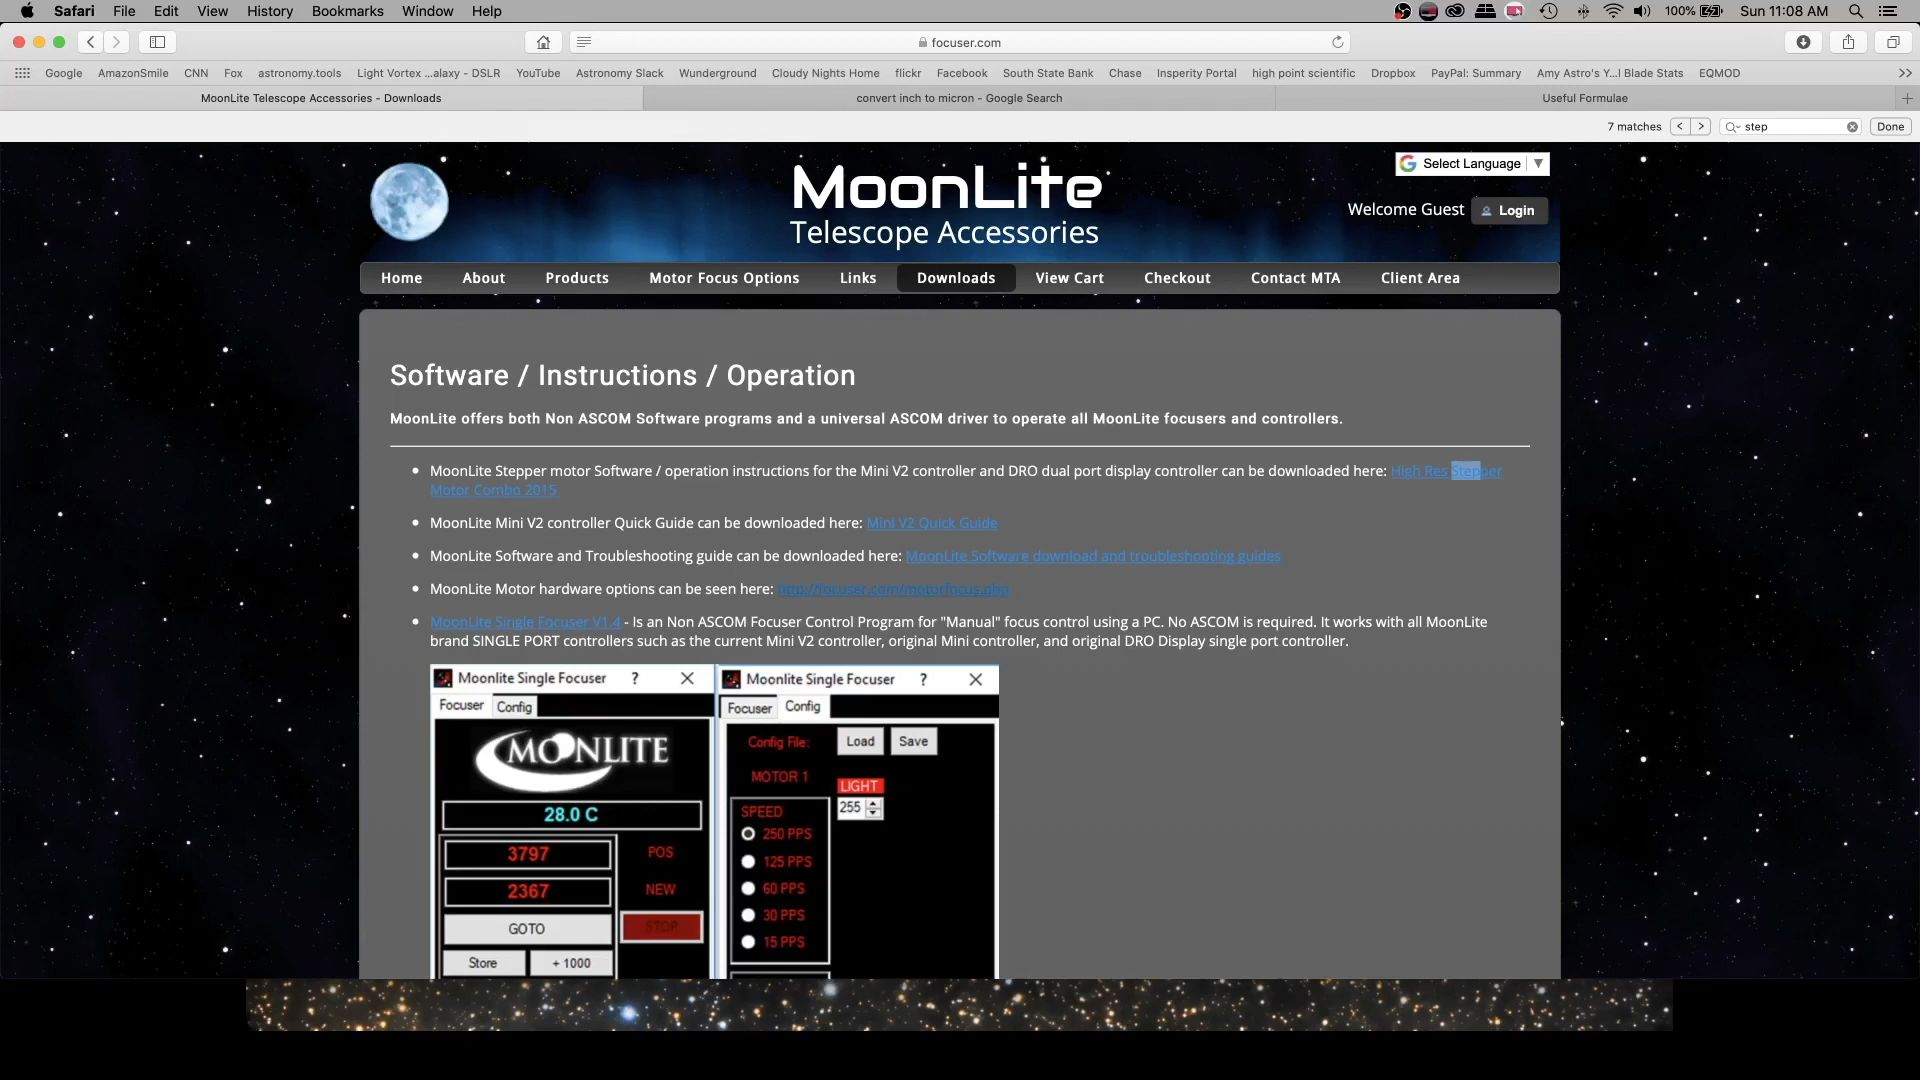 Safari File Edit View History Bookmarks Window Help 100% Sun 11:08 AM
focuser.com
Google AmazonSmile CNN Fox astronomy.tools Light Vortex ...alaxy - DSLR YouTube Astronomy Slack Wunderground Cloudy Nights Home flickr Facebook South State Bank Chase Insperity Portal high point scientific Dropbox PayPal: Summary Amy Astro's Y...l Blade Stats EQMOD
MoonLite Telescope Accessories - Downloads convert inch to micron - Google Search Useful Formulae
7 matches step Done
Select Language
MoonLite
Telescope Accessories
Welcome Guest Login
Home About Products Motor Focus Options Links Downloads View Cart Checkout Contact MTA Client Area
Software / Instructions / Operation
MoonLite offers both Non ASCOM Software programs and a universal ASCOM driver to operate all MoonLite focusers and controllers.
MoonLite Stepper motor Software / operation instructions for the Mini V2 controller and DRO dual port display controller can be downloaded here: High Res Stepper
Motor Combo 2015
MoonLite Mini V2 controller Quick Guide can be downloaded here: Mini V2 Quick Guide
MoonLite Software and Troubleshooting guide can be downloaded here: MoonLite Software download and troubleshooting guides
MoonLite Motor hardware options can be seen here: http://focuser.com/motorfocus.php
MoonLite Single Focuser V1.4 - Is an Non ASCOM Focuser Control Program for "Manual" focus control using a PC. No ASCOM is required. It works with all MoonLite
brand SINGLE PORT controllers such as the current Mini V2 controller, original Mini controller, and original DRO Display single port controller.
Moonlite Single Focuser ?
Focuser Config
MOONLITE
28.0 C
3797 POS
2367 NEW
GOTO STOP
Store + 1000
Moonlite Single Focuser ?
Focuser Config
Config File: Load Save
MOTOR 1
LIGHT
255
SPEED
250 PPS
125 PPS
60 PPS
30 PPS
15 PPS